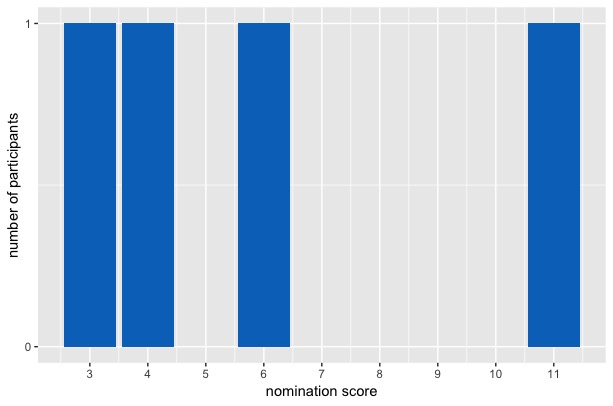 1
number of participants
0
3 4 5 6 7 8 9 10 11
nomination score